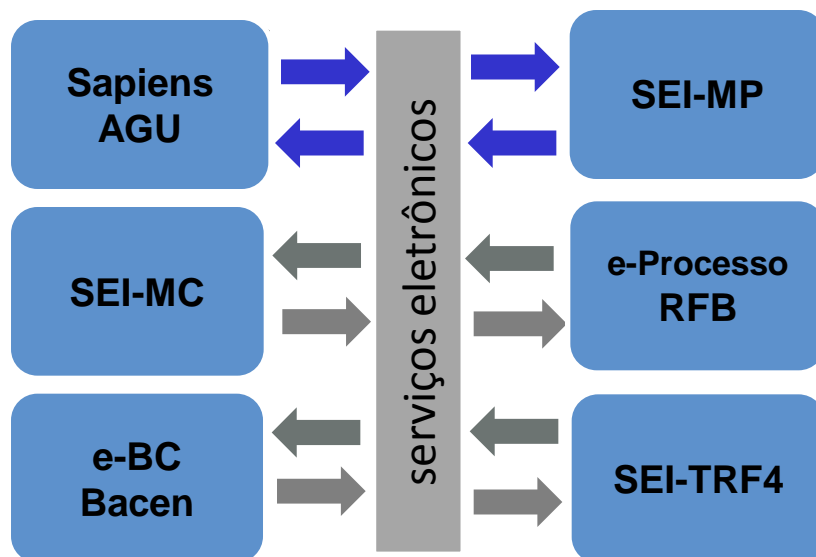 Sapiens
AGU
SEI-MC
e-BC
Bacen
serviços eletrônicos
SEI-MP
e-Processo
RFB
SEI-TRF4